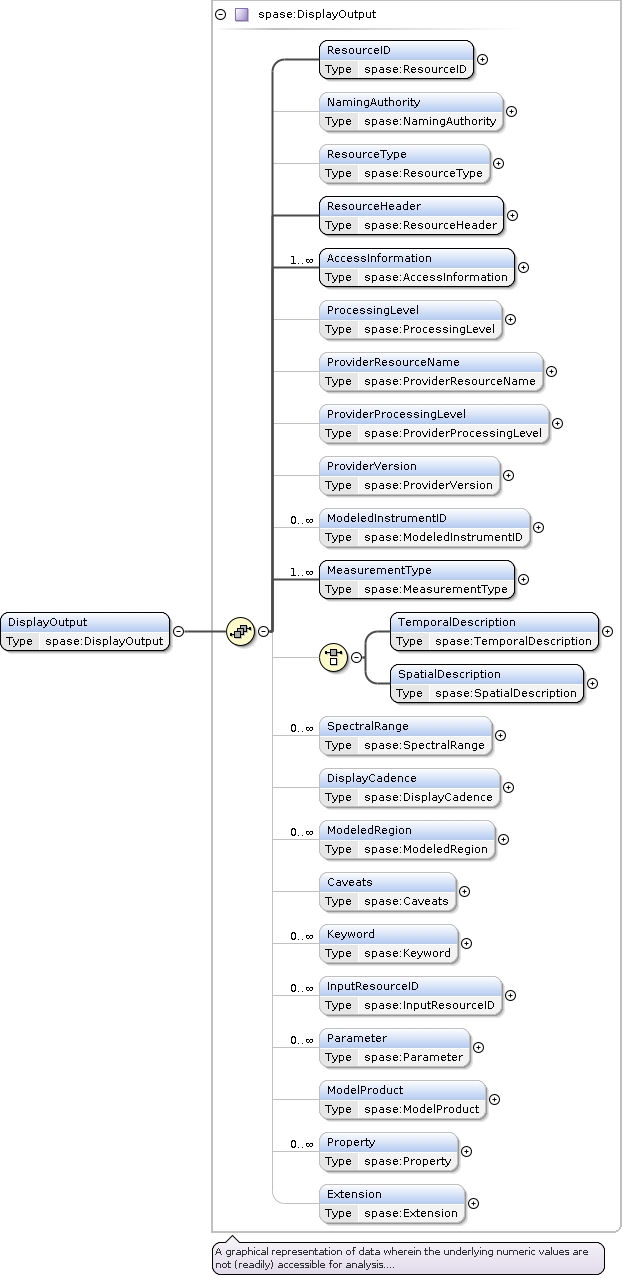 spase:DisplayOutput
ResourceID
Type spase:ResourceID
NamingAuthority
Type spase:NamingAuthority
ResourceType
Type spase:ResourceType
ResourceHeader
Type spase:ResourceHeader
1..∞
AccessInformation
Type spase:AccessInformation
ProcessingLevel
Type spase:ProcessingLevel
ProviderResourceName
Type spase:ProviderResourceName
ProviderProcessingLevel
Type spase:ProviderProcessingLevel
ProviderVersion
Type spase:ProviderVersion
0..∞
ModeledInstrumentID
Type spase:ModeledInstrumentID
1..∞
MeasurementType
Type spase:MeasurementType
DisplayOutput
Type spase:DisplayOutput
TemporalDescription
Type spase:TemporalDescription
SpatialDescription
Type spase:SpatialDescription
0..∞
SpectralRange
Type spase:SpectralRange
DisplayCadence
Type spase:DisplayCadence
0..∞
ModeledRegion
Type spase:ModeledRegion
Caveats
Type spase:Caveats
0..∞
Keyword
Type spase:Keyword
0..∞
InputResourceID
Type spase:InputResourceID
0..∞
Parameter
Type spase:Parameter
ModelProduct
Type spase:ModelProduct
0..∞
Property
Type spase:Property
Extension
Type spase:Extension
A graphical representation of data wherein the underlying numeric values are
not (readily) accessible for analysis....